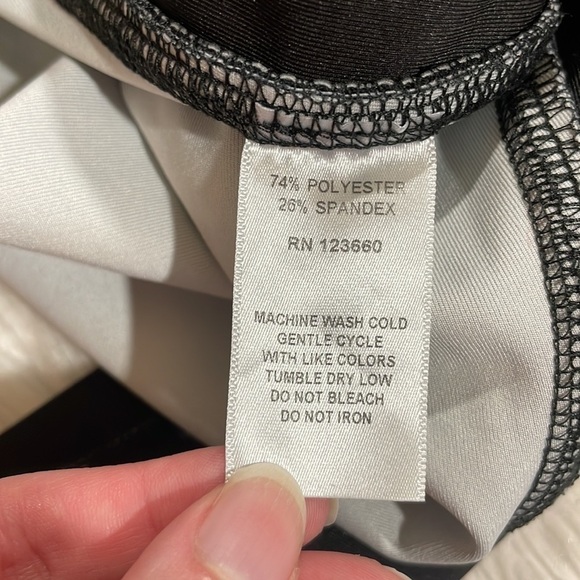 74% POLYESTER
26% SPANDEX
RN 123660
MACHINE WASH COLD
GENTLE CYCLE
WITH LIKE COLORS
TUMBLE DRY LOW
DO NOT BLEACH
DO NOT IRON